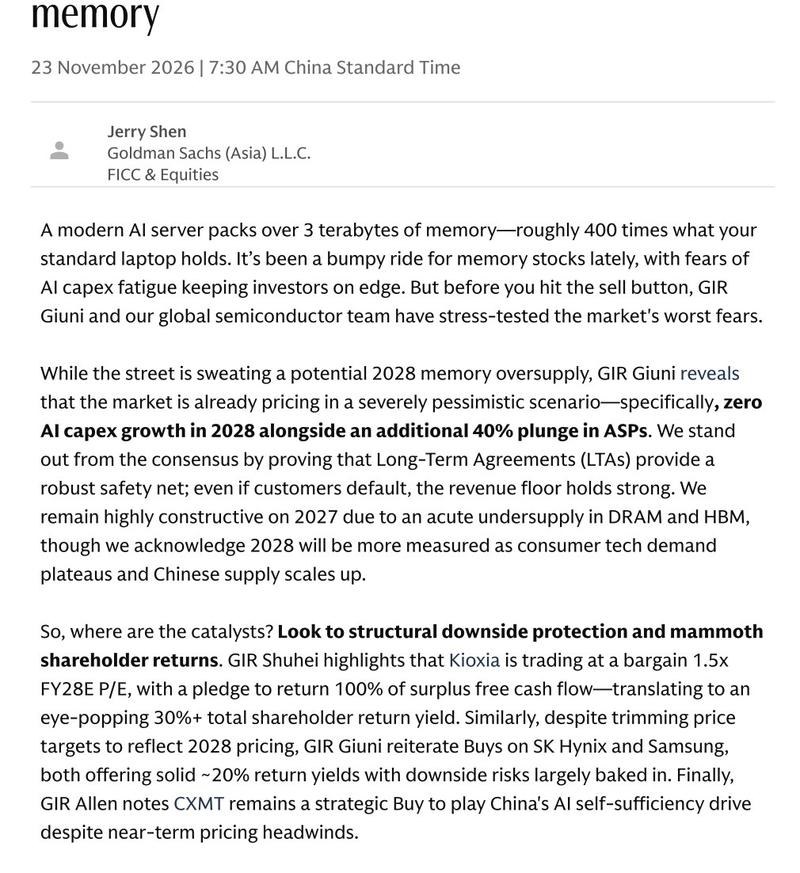 memory
23 November 2026 | 7:30 AM China Standard Time
Jerry Shen
Goldman Sachs (Asia) L.L.C.
FICC & Equities
A modern AI server packs over 3 terabytes of memory—roughly 400 times what your
standard laptop holds. It’s been a bumpy ride for memory stocks lately, with fears of
AI capex fatigue keeping investors on edge. But before you hit the sell button, GIR
Giuni and our global semiconductor team have stress-tested the market's worst fears.
While the street is sweating a potential 2028 memory oversupply, GIR Giuni reveals
that the market is already pricing in a severely pessimistic scenario—specifically, zero
AI capex growth in 2028 alongside an additional 40% plunge in ASPs. We stand
out from the consensus by proving that Long-Term Agreements (LTAs) provide a
robust safety net; even if customers default, the revenue floor holds strong. We
remain highly constructive on 2027 due to an acute undersupply in DRAM and HBM,
though we acknowledge 2028 will be more measured as consumer tech demand
plateaus and Chinese supply scales up.
So, where are the catalysts? Look to structural downside protection and mammoth
shareholder returns. GIR Shuhei highlights that Kioxia is trading at a bargain 1.5x
FY28E P/E, with a pledge to return 100% of surplus free cash flow—translating to an
eye-popping 30%+ total shareholder return yield. Similarly, despite trimming price
targets to reflect 2028 pricing, GIR Giuni reiterate Buys on SK Hynix and Samsung,
both offering solid ~20% return yields with downside risks largely baked in. Finally,
GIR Allen notes CXMT remains a strategic Buy to play China's AI self-sufficiency drive
despite near-term pricing headwinds.